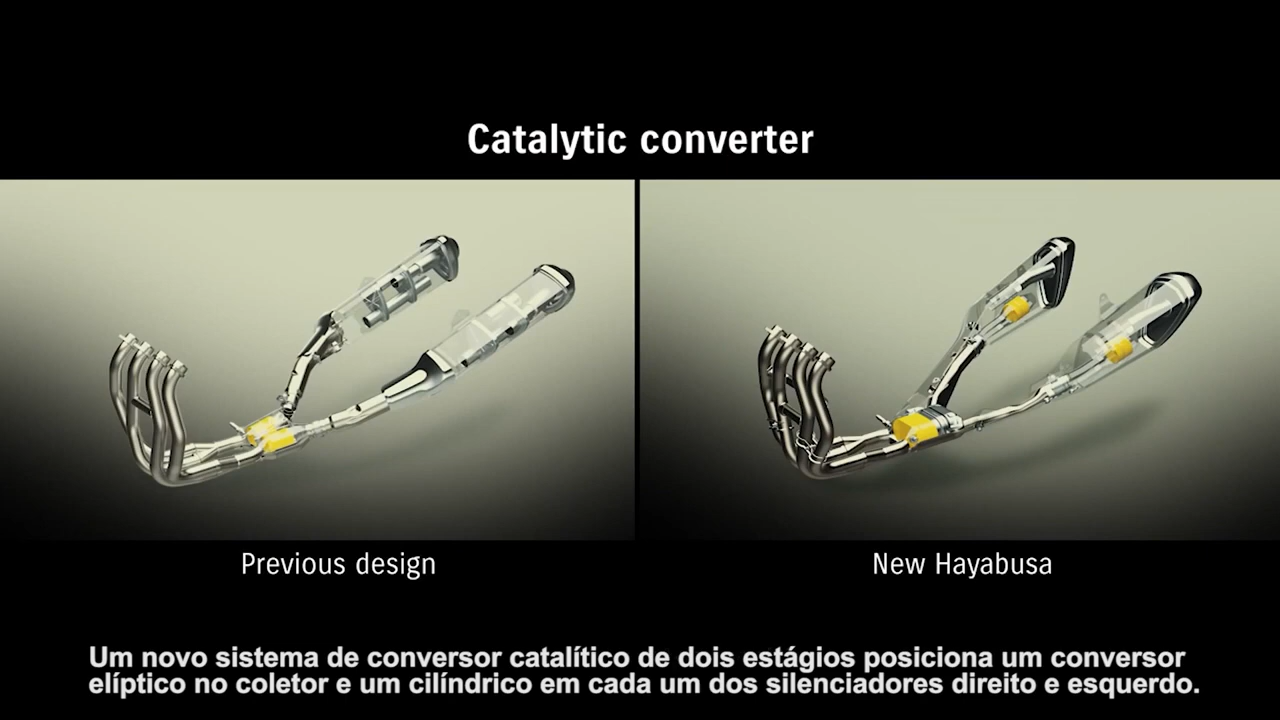 Catalytic converter
Previous design
New Hayabusa
Um novo sistema de conversor catalítico de dois estágios posiciona um conversor
elíptico no coletor e um cilíndrico em cada um dos silenciadores direito e esquerdo.